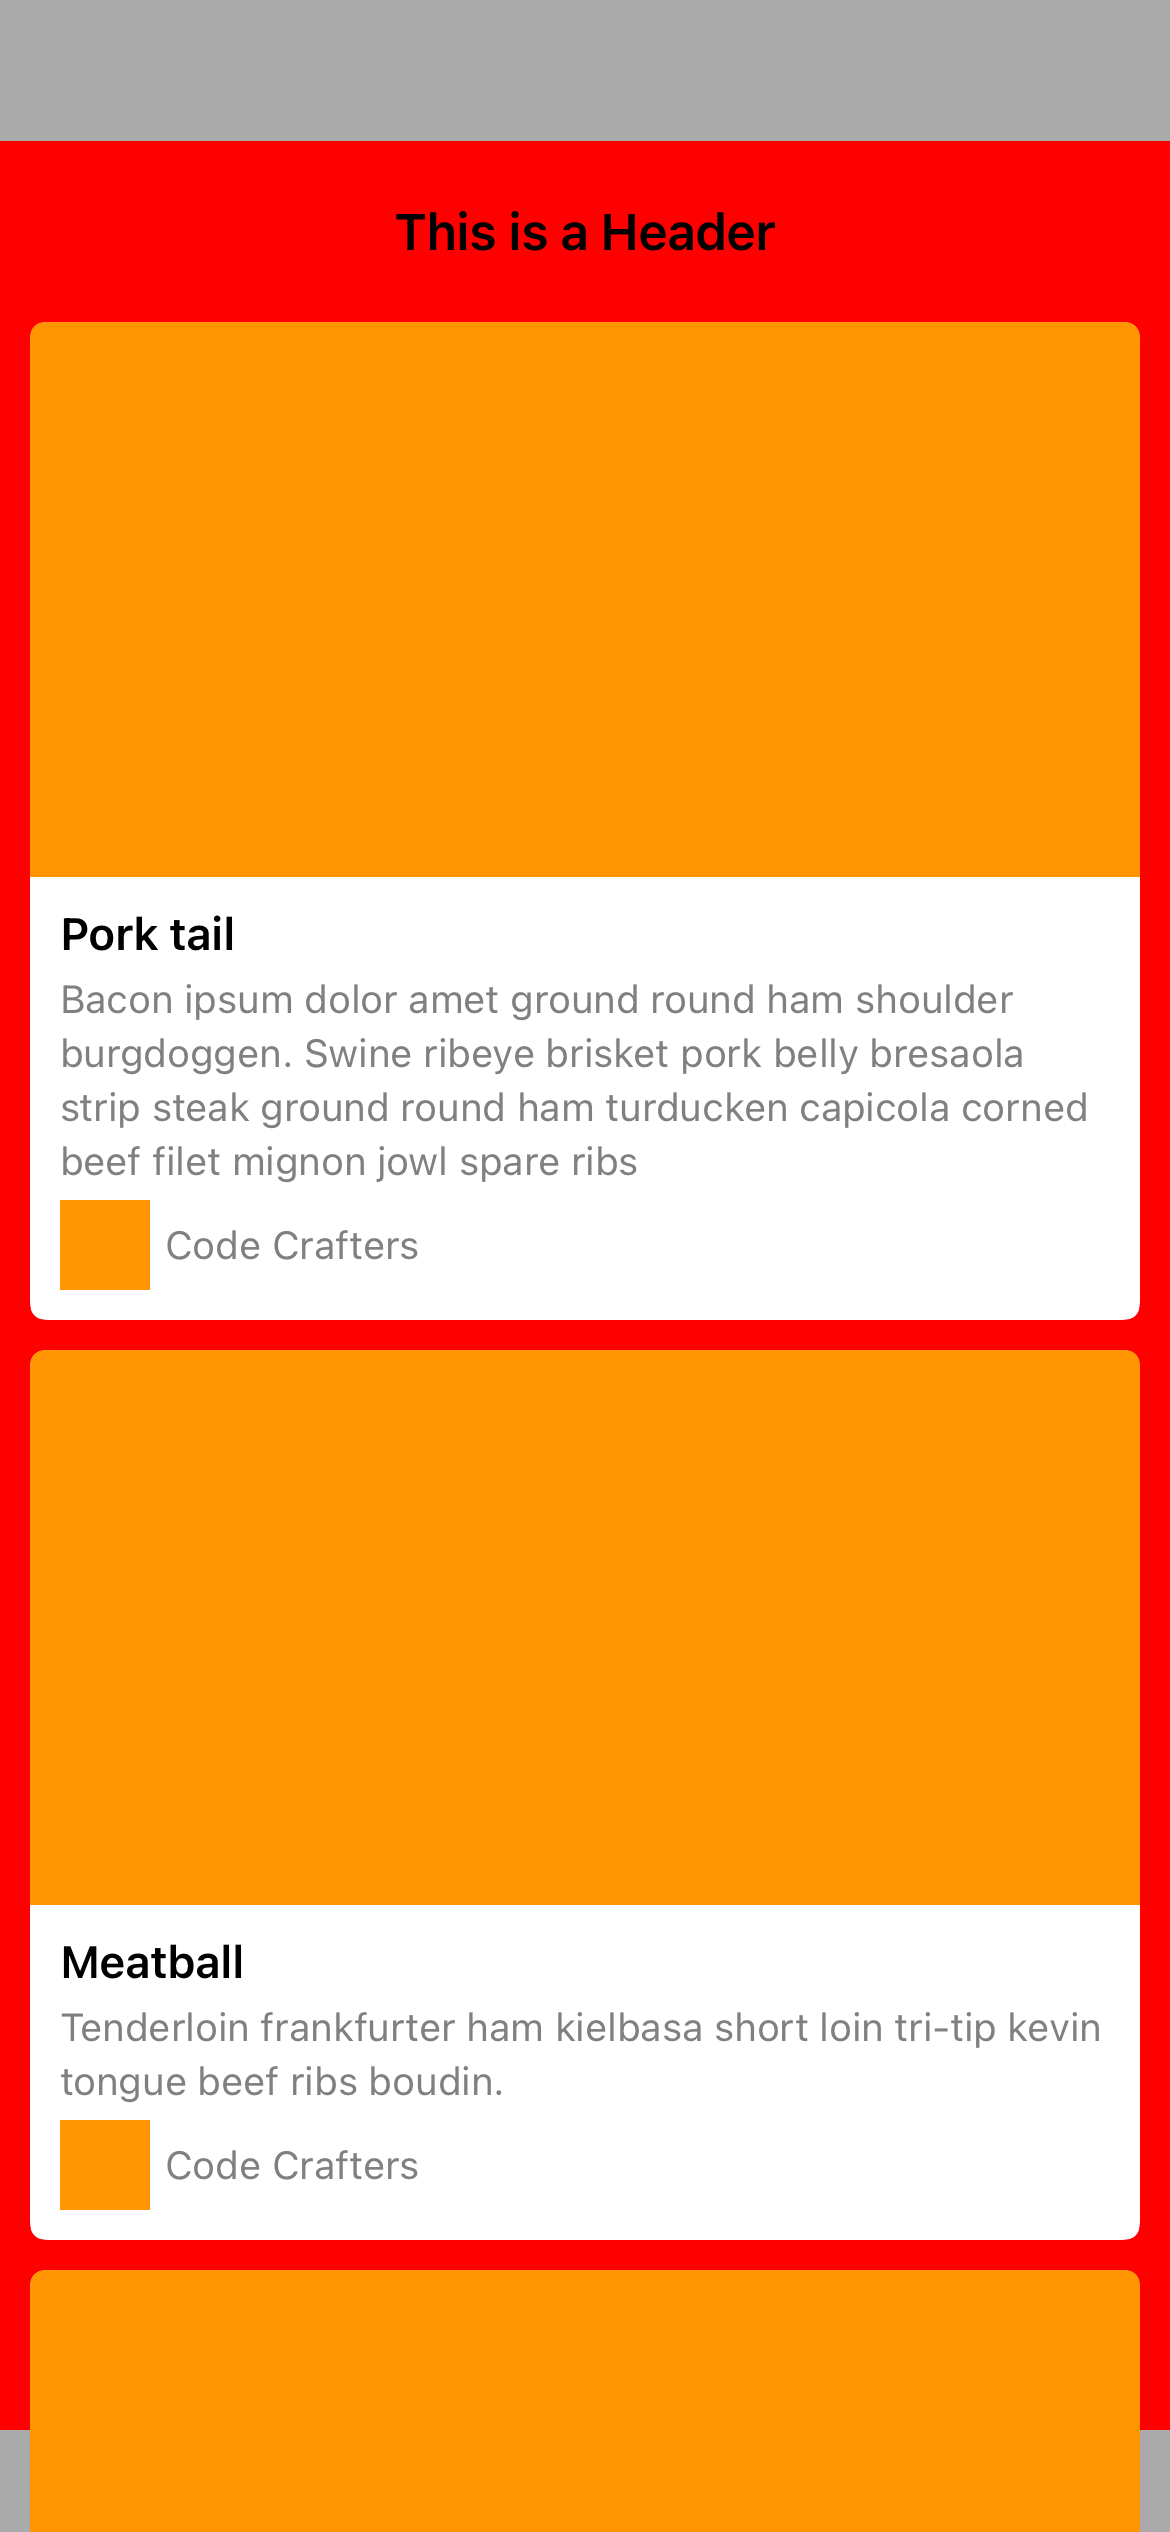 This is a Header
Pork tail
Bacon ipsum dolor amet ground round ham shoulder
burgdoggen. Swine ribeye brisket pork belly bresaola
strip steak ground round ham turducken capicola corned
beef filet mignon jowl spare ribs
Code Crafters
Meatball
Tenderloin frankfurter ham kielbasa short loin tri-tip kevin
tongue beef ribs boudin.
Code Crafters